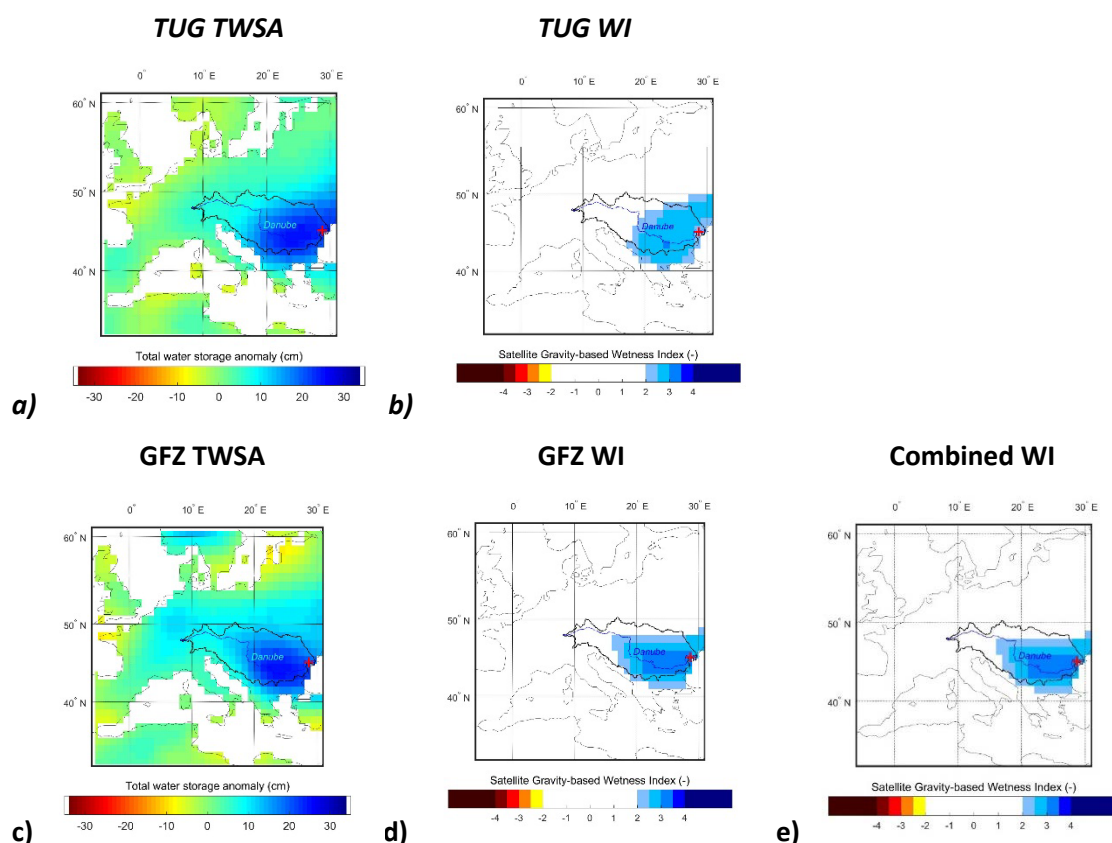 TUG TWSA
TUG WI
0° 10° E 20° E 30° E
0° 10° E 20° E 30° E
60° N
60° N
50° N
50° N
Danube
Danube
40° N
40° N
Total water storage anomaly (cm)
Satellite Gravity-based Wetness Index (-)
-30 -20 -10 0 10 20 30
-4 -3 -2 -1 0 1 2 3 4
a)
b)
GFZ TWSA
GFZ WI
Combined WI
0° 10° E 20° E 30° E
0° 10° E 20° E 30° E
0° 10° E 20° E 30° E
60° N
60° N
60° N
50° N
50° N
50° N
Danube
Danube
Danube
40° N
40° N
40° N
Total water storage anomaly (cm)
Satellite Gravity-based Wetness Index (-)
Satellite Gravity-based Wetness Index (-)
-30 -20 -10 0 10 20 30
-4 -3 -2 -1 0 1 2 3 4
-4 -3 -2 -1 0 1 2 3 4
c)
d)
e)